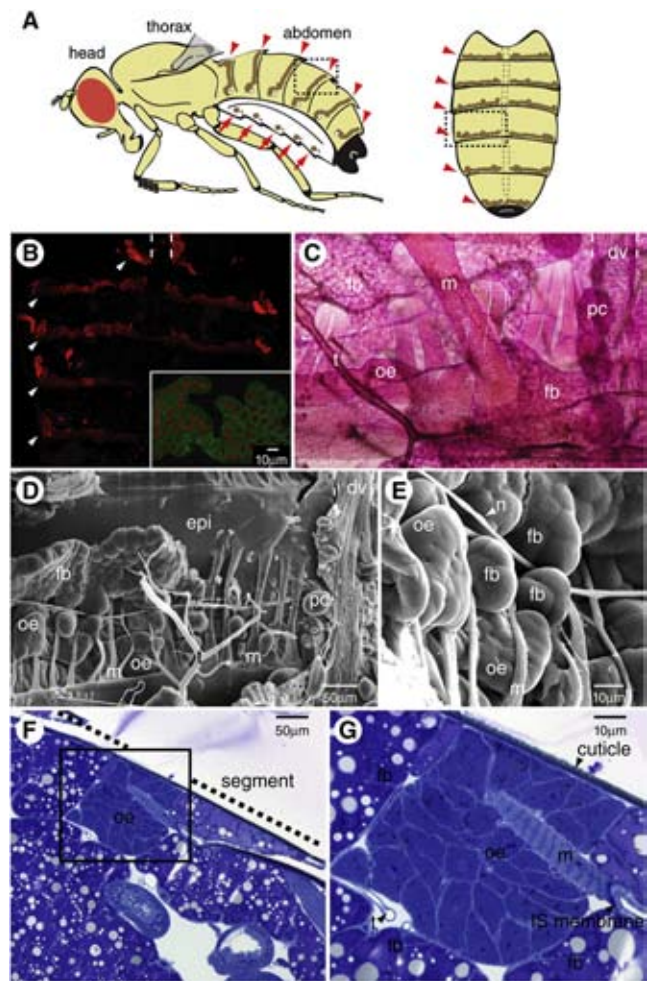 A
head
thorax
abdomen
B
10μm
C
fb
m
dv
pc
t
oe
fb
D
dv
epi
fb
oe
pc
oe
m
m
50μm
E
oe
n
fb
fb
fb
oe
m
10μm
F
50μm
segment
oe
G
10μm
cuticle
fb
oe
m
t
IS membrane
fb
fb